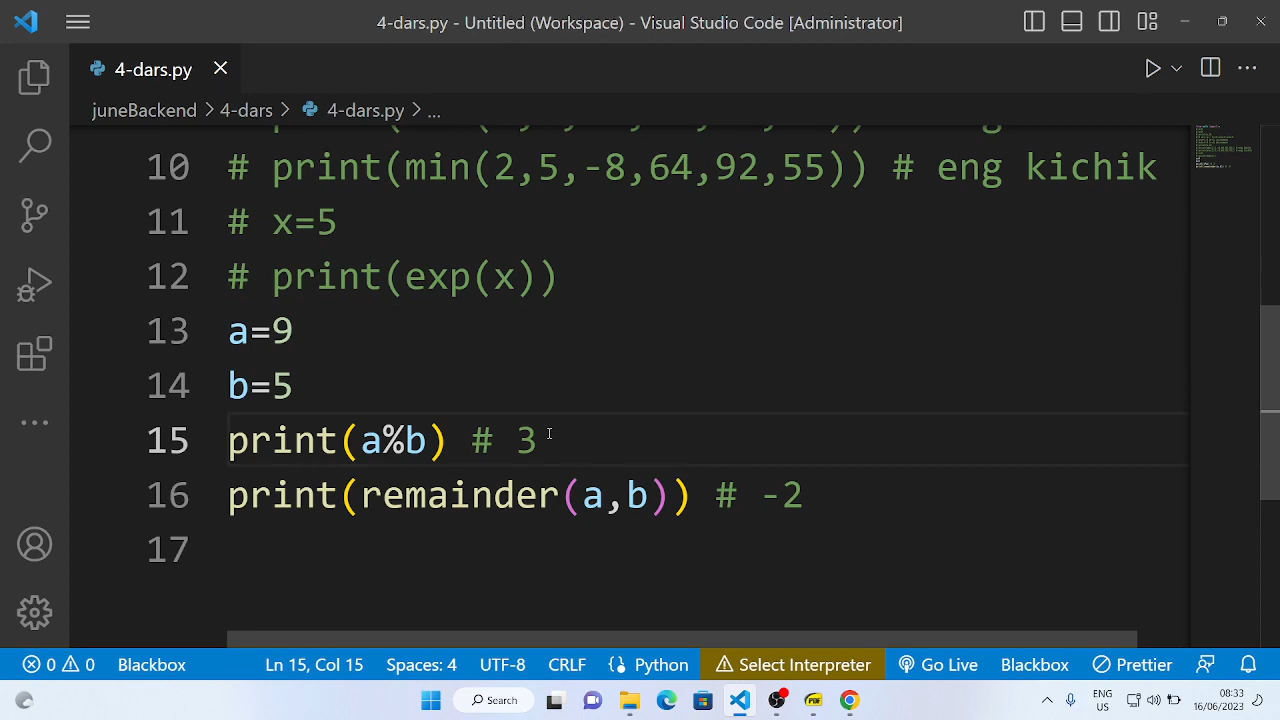 4-dars.py - Untitled (Workspace) - Visual Studio Code [Administrator]
4-dars.py
juneBackend > 4-dars > 4-dars.py > ...
10 # print(min(2,5,-8,64,92,55)) # eng kichik
11 # x=5
12 # print(exp(x))
13 a=9
14 b=5
15 print(a%b) # 3
16 print(remainder(a,b)) # -2
17
0 0 Blackbox Ln 15, Col 15 Spaces: 4 UTF-8 CRLF Python Select Interpreter Go Live Blackbox Prettier
Search PDF ENG 08:33
US 16/06/2023